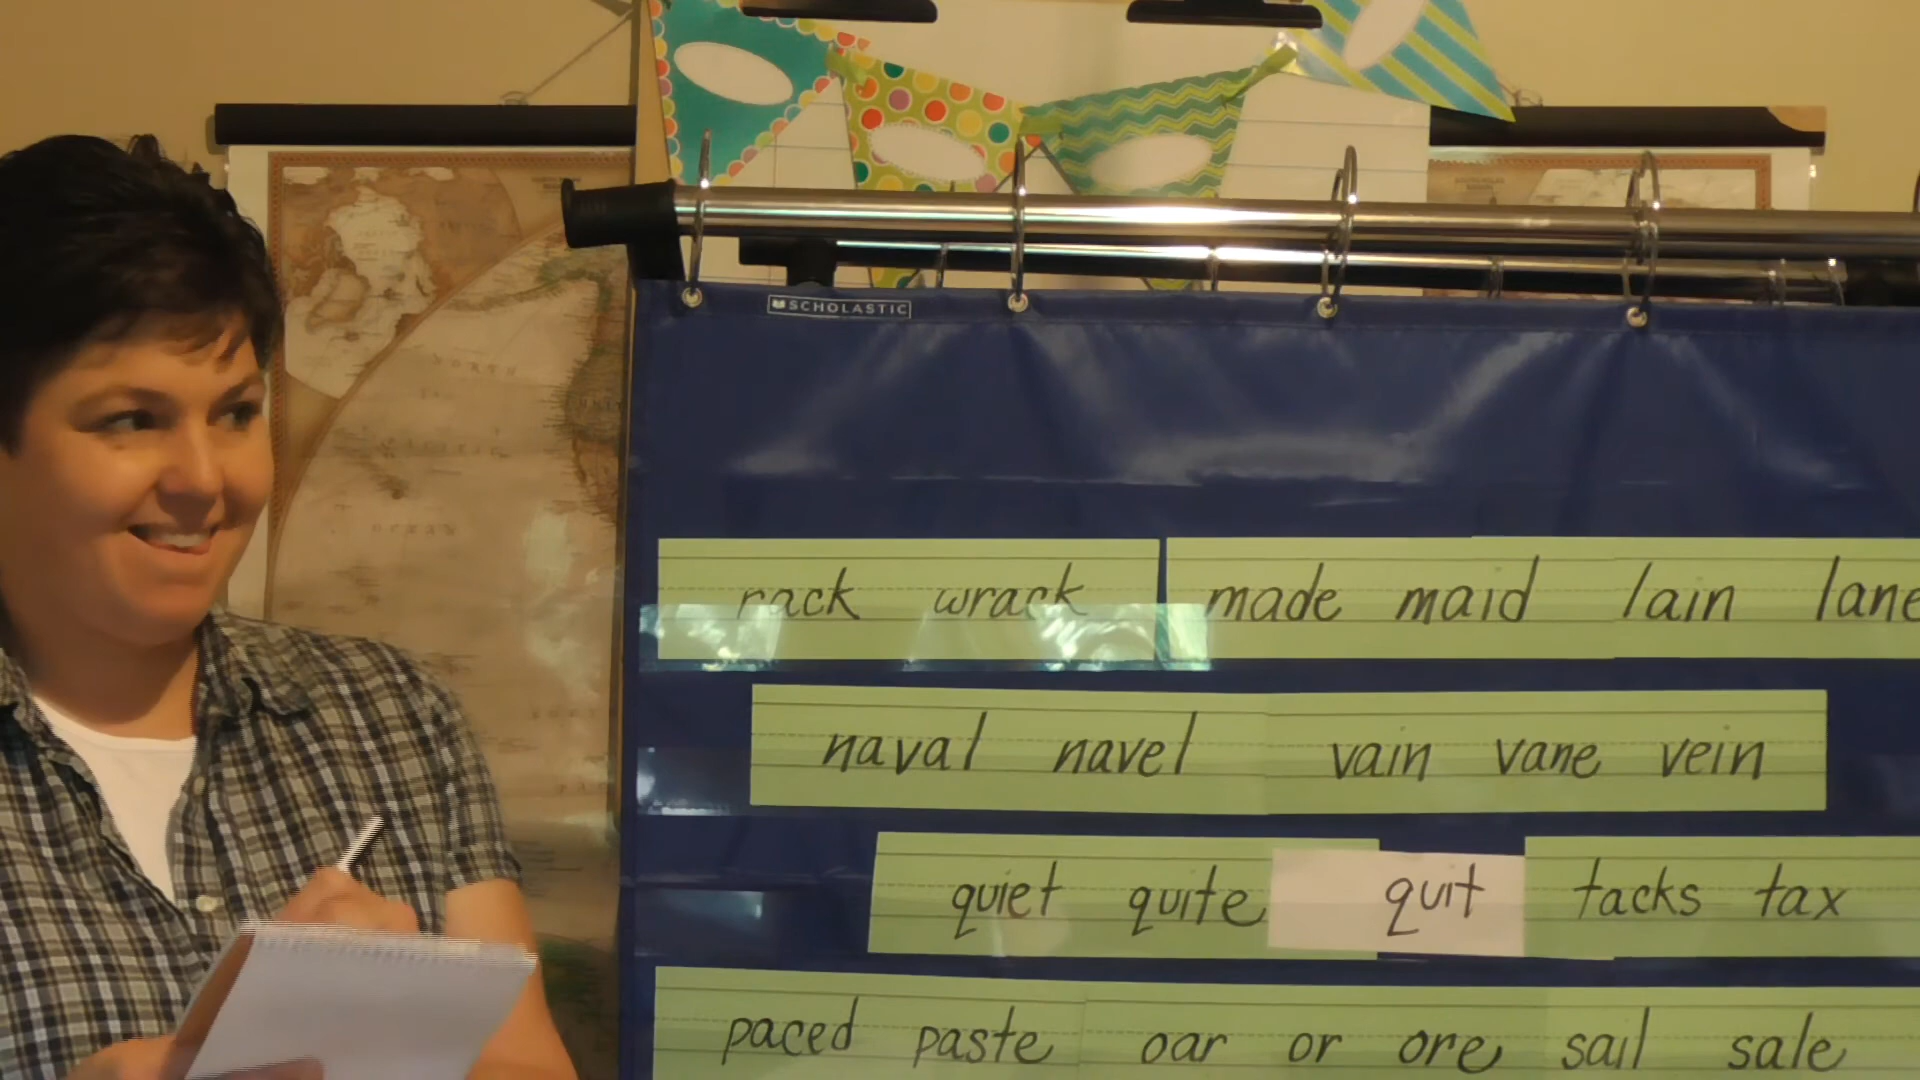 SCHOLASTIC
rack wrack made maid lain lane
naval navel vain vane vein
quiet quite quit tacks tax
paced paste oar or ore sail sale